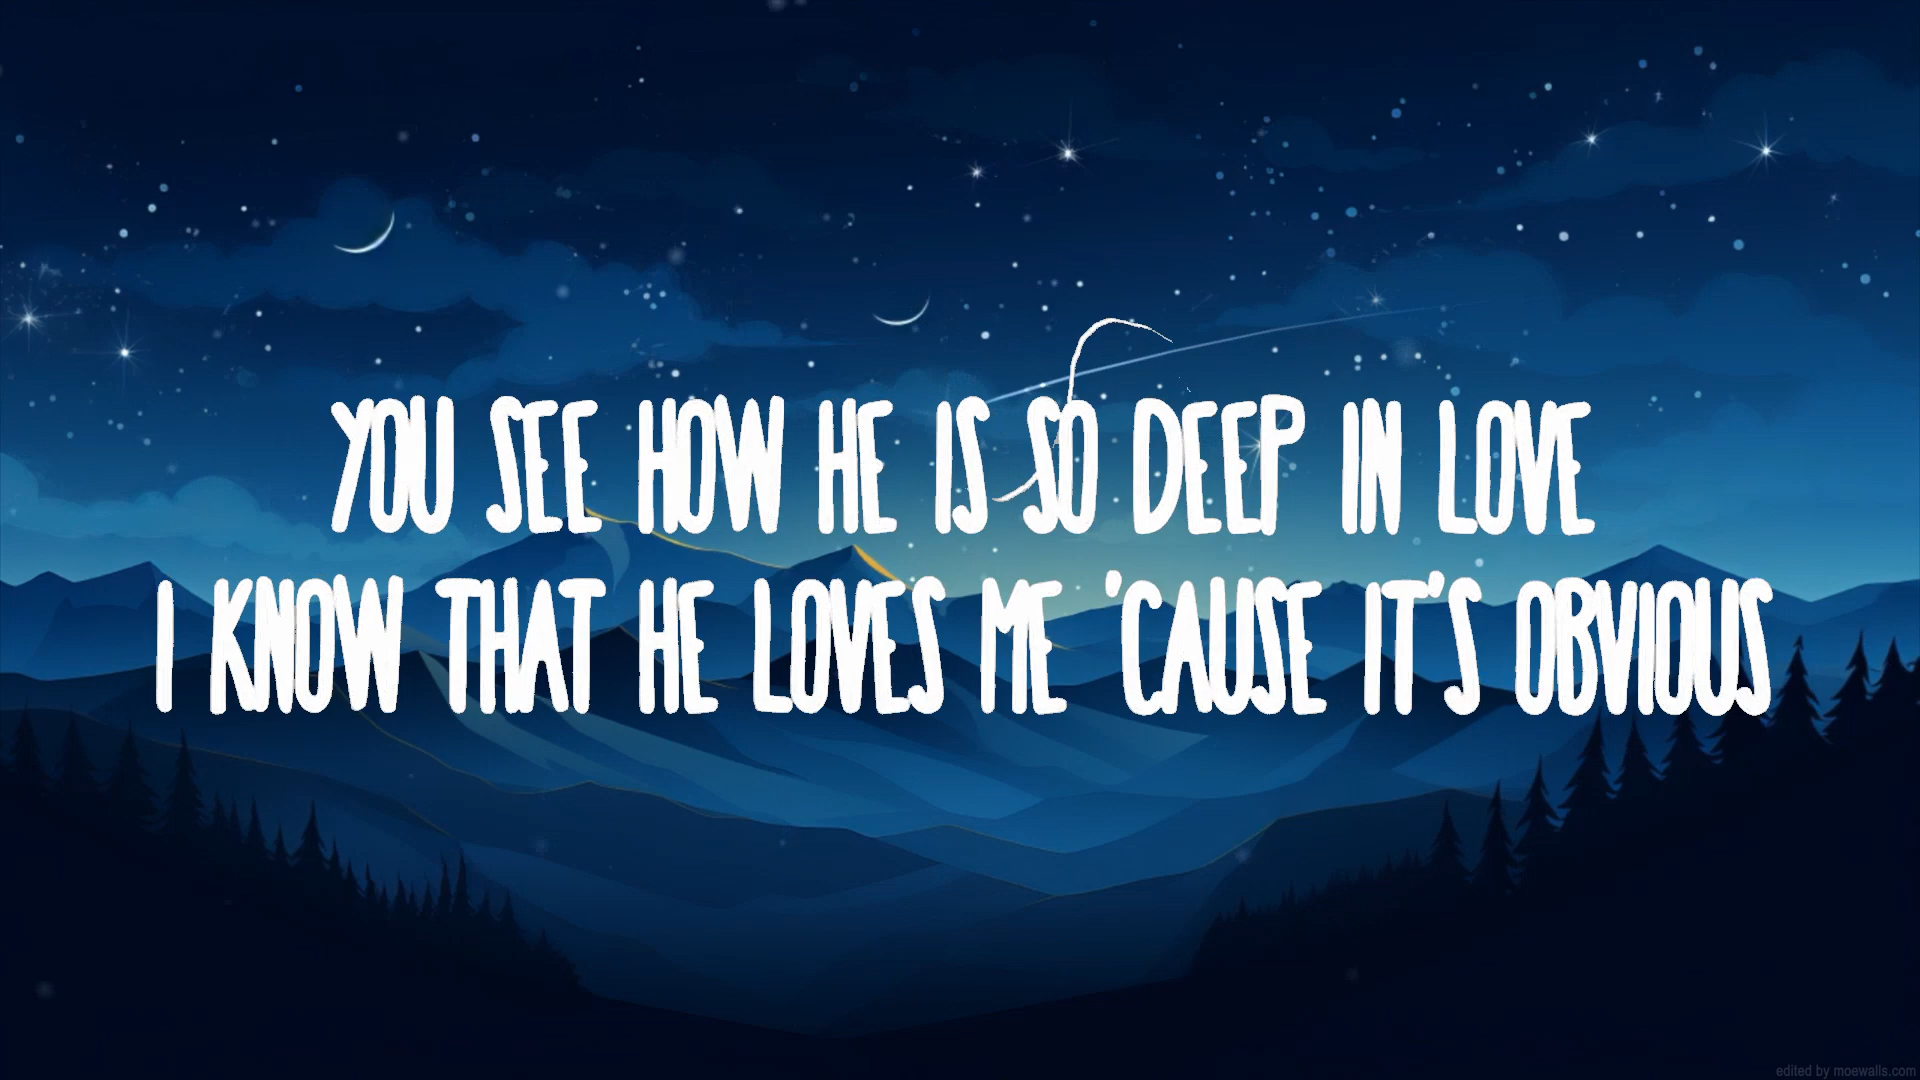 YOU SEE HOW HE IS SO DEEP IN LOVE
I KNOW THAT HE LOVES ME 'CAUSE IT'S OBVIOUS
edited by moewalls.com